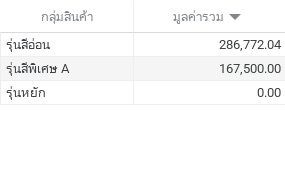 กลุ่มสินค้า มูลค่ารวม
รุ่นสีอ่อน 286,772.04
รุ่นสีพิเศษ A 167,500.00
รุ่นหยัก 0.00